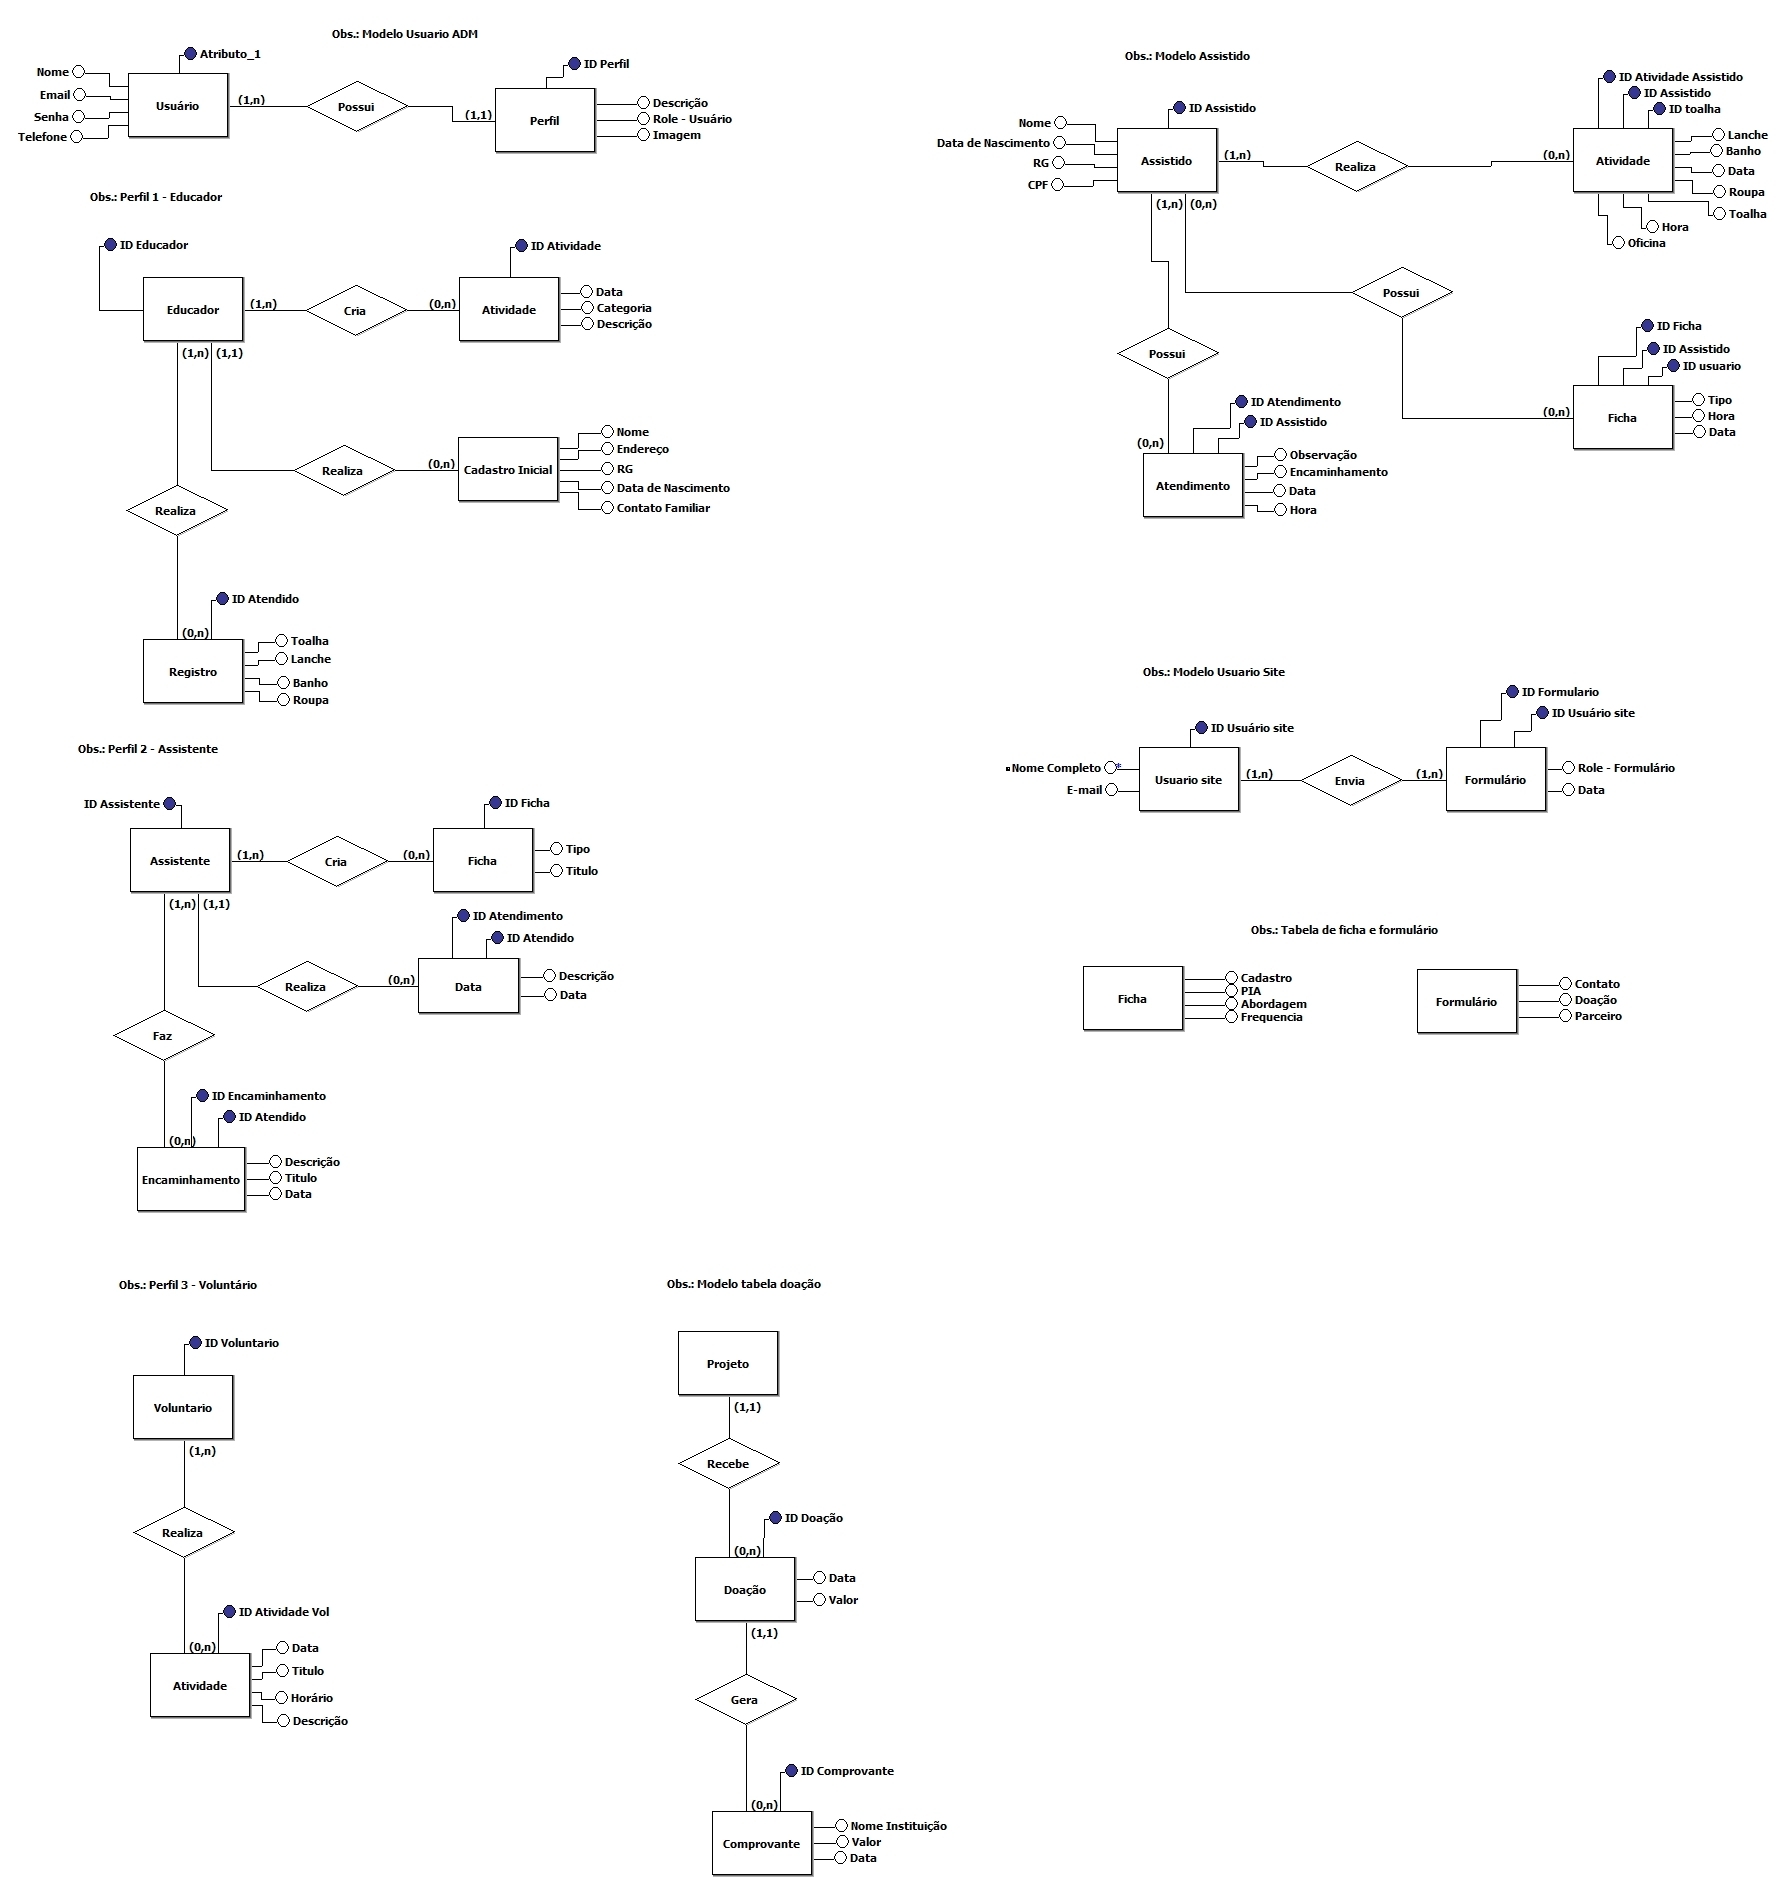 Obs.: Modelo Usuario ADM
Atributo_1
Nome
Email
Senha
Telefone
Usuário
(1,n)
Possui
(1,1)
ID Perfil
Perfil
Descrição
Role - Usuário
Imagem
Obs.: Perfil 1 - Educador
ID Educador
Educador
(1,n)
Cria
(0,n)
ID Atividade
Atividade
Data
Categoria
Descrição
(1,n)
(1,1)
Realiza
(0,n)
Cadastro Inicial
Nome
Endereço
RG
Data de Nascimento
Contato Familiar
Realiza
ID Atendido
(0,n)
Registro
Toalha
Lanche
Banho
Roupa
Obs.: Perfil 2 - Assistente
ID Assistente
Assistente
(1,n)
Cria
(0,n)
ID Ficha
Ficha
Tipo
Titulo
(1,n)
(1,1)
Realiza
(0,n)
ID Atendimento
ID Atendido
Data
Descrição
Data
Faz
ID Encaminhamento
ID Atendido
(0,n)
Encaminhamento
Descrição
Titulo
Data
Obs.: Perfil 3 - Voluntário
ID Voluntario
Voluntario
(1,n)
Realiza
ID Atividade Vol
(0,n)
Atividade
Data
Titulo
Horário
Descrição
Obs.: Modelo tabela doação
Projeto
(1,1)
Recebe
ID Doação
(0,n)
Doação
Data
Valor
(1,1)
Gera
ID Comprovante
(0,n)
Comprovante
Nome Instituição
Valor
Data
Obs.: Modelo Assistido
ID Assistido
Nome
Data de Nascimento
RG
CPF
Assistido
(1,n)
Realiza
(0,n)
ID Atividade Assistido
ID Assistido
ID toalha
Atividade
Lanche
Banho
Data
Roupa
Toalha
Hora
Oficina
(1,n)
(0,n)
Possui
ID Ficha
ID Assistido
ID usuario
(0,n)
Ficha
Tipo
Hora
Data
Possui
ID Atendimento
ID Assistido
(0,n)
Atendimento
Observação
Encaminhamento
Data
Hora
Obs.: Modelo Usuario Site
ID Usuário site
Nome Completo
*
E-mail
Usuario site
(1,n)
Envia
(1,n)
ID Formulario
ID Usuário site
Formulário
Role - Formulário
Data
Obs.: Tabela de ficha e formulário
Ficha
Cadastro
PIA
Abordagem
Frequencia
Formulário
Contato
Doação
Parceiro